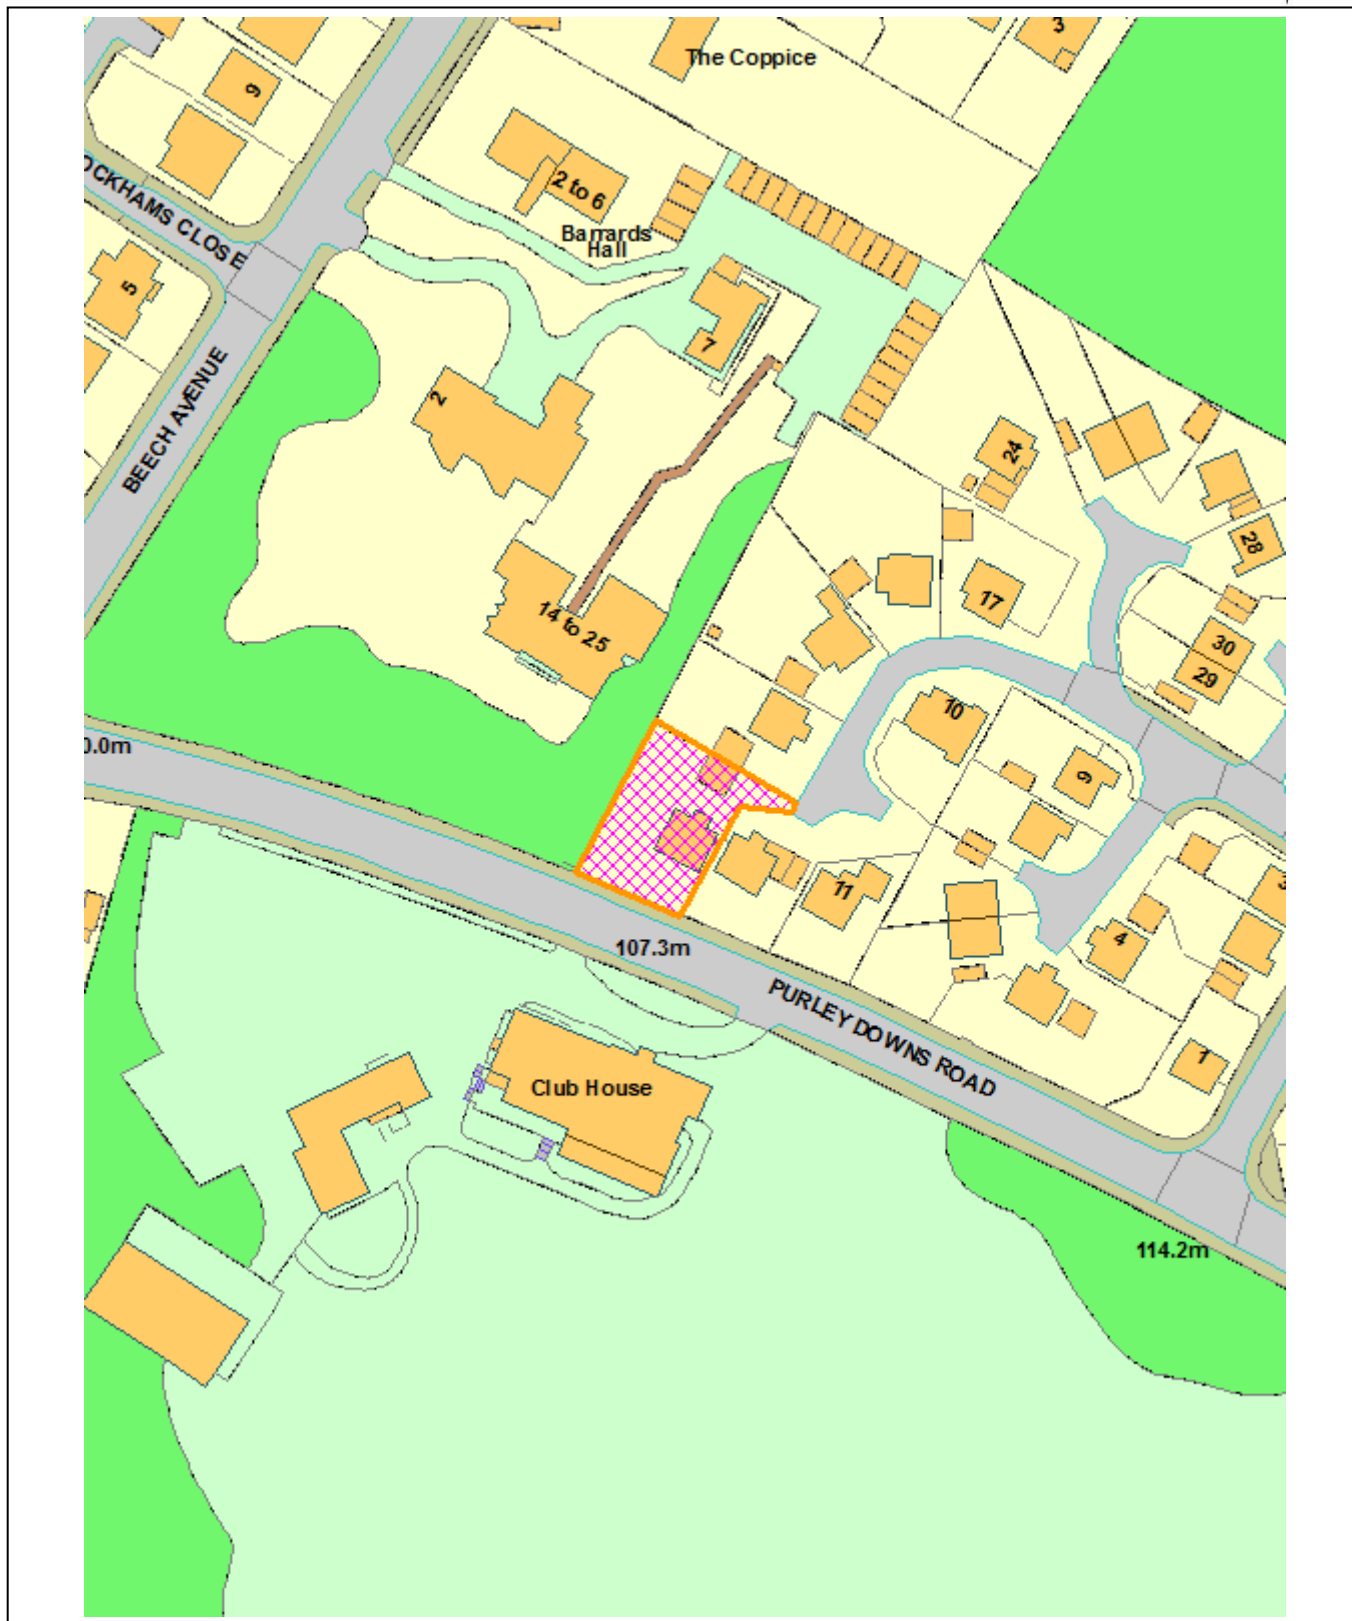 3
The Coppice
9
2 to 6
OCKHAMS CLOSE
Barrards
Hall
5
7
BEECH AVENUE
2
24
28
17
14 to 25
30
29
10
0.0m
9
11
3
4
107.3m
PURLEY DOWNS ROAD
1
Club House
114.2m